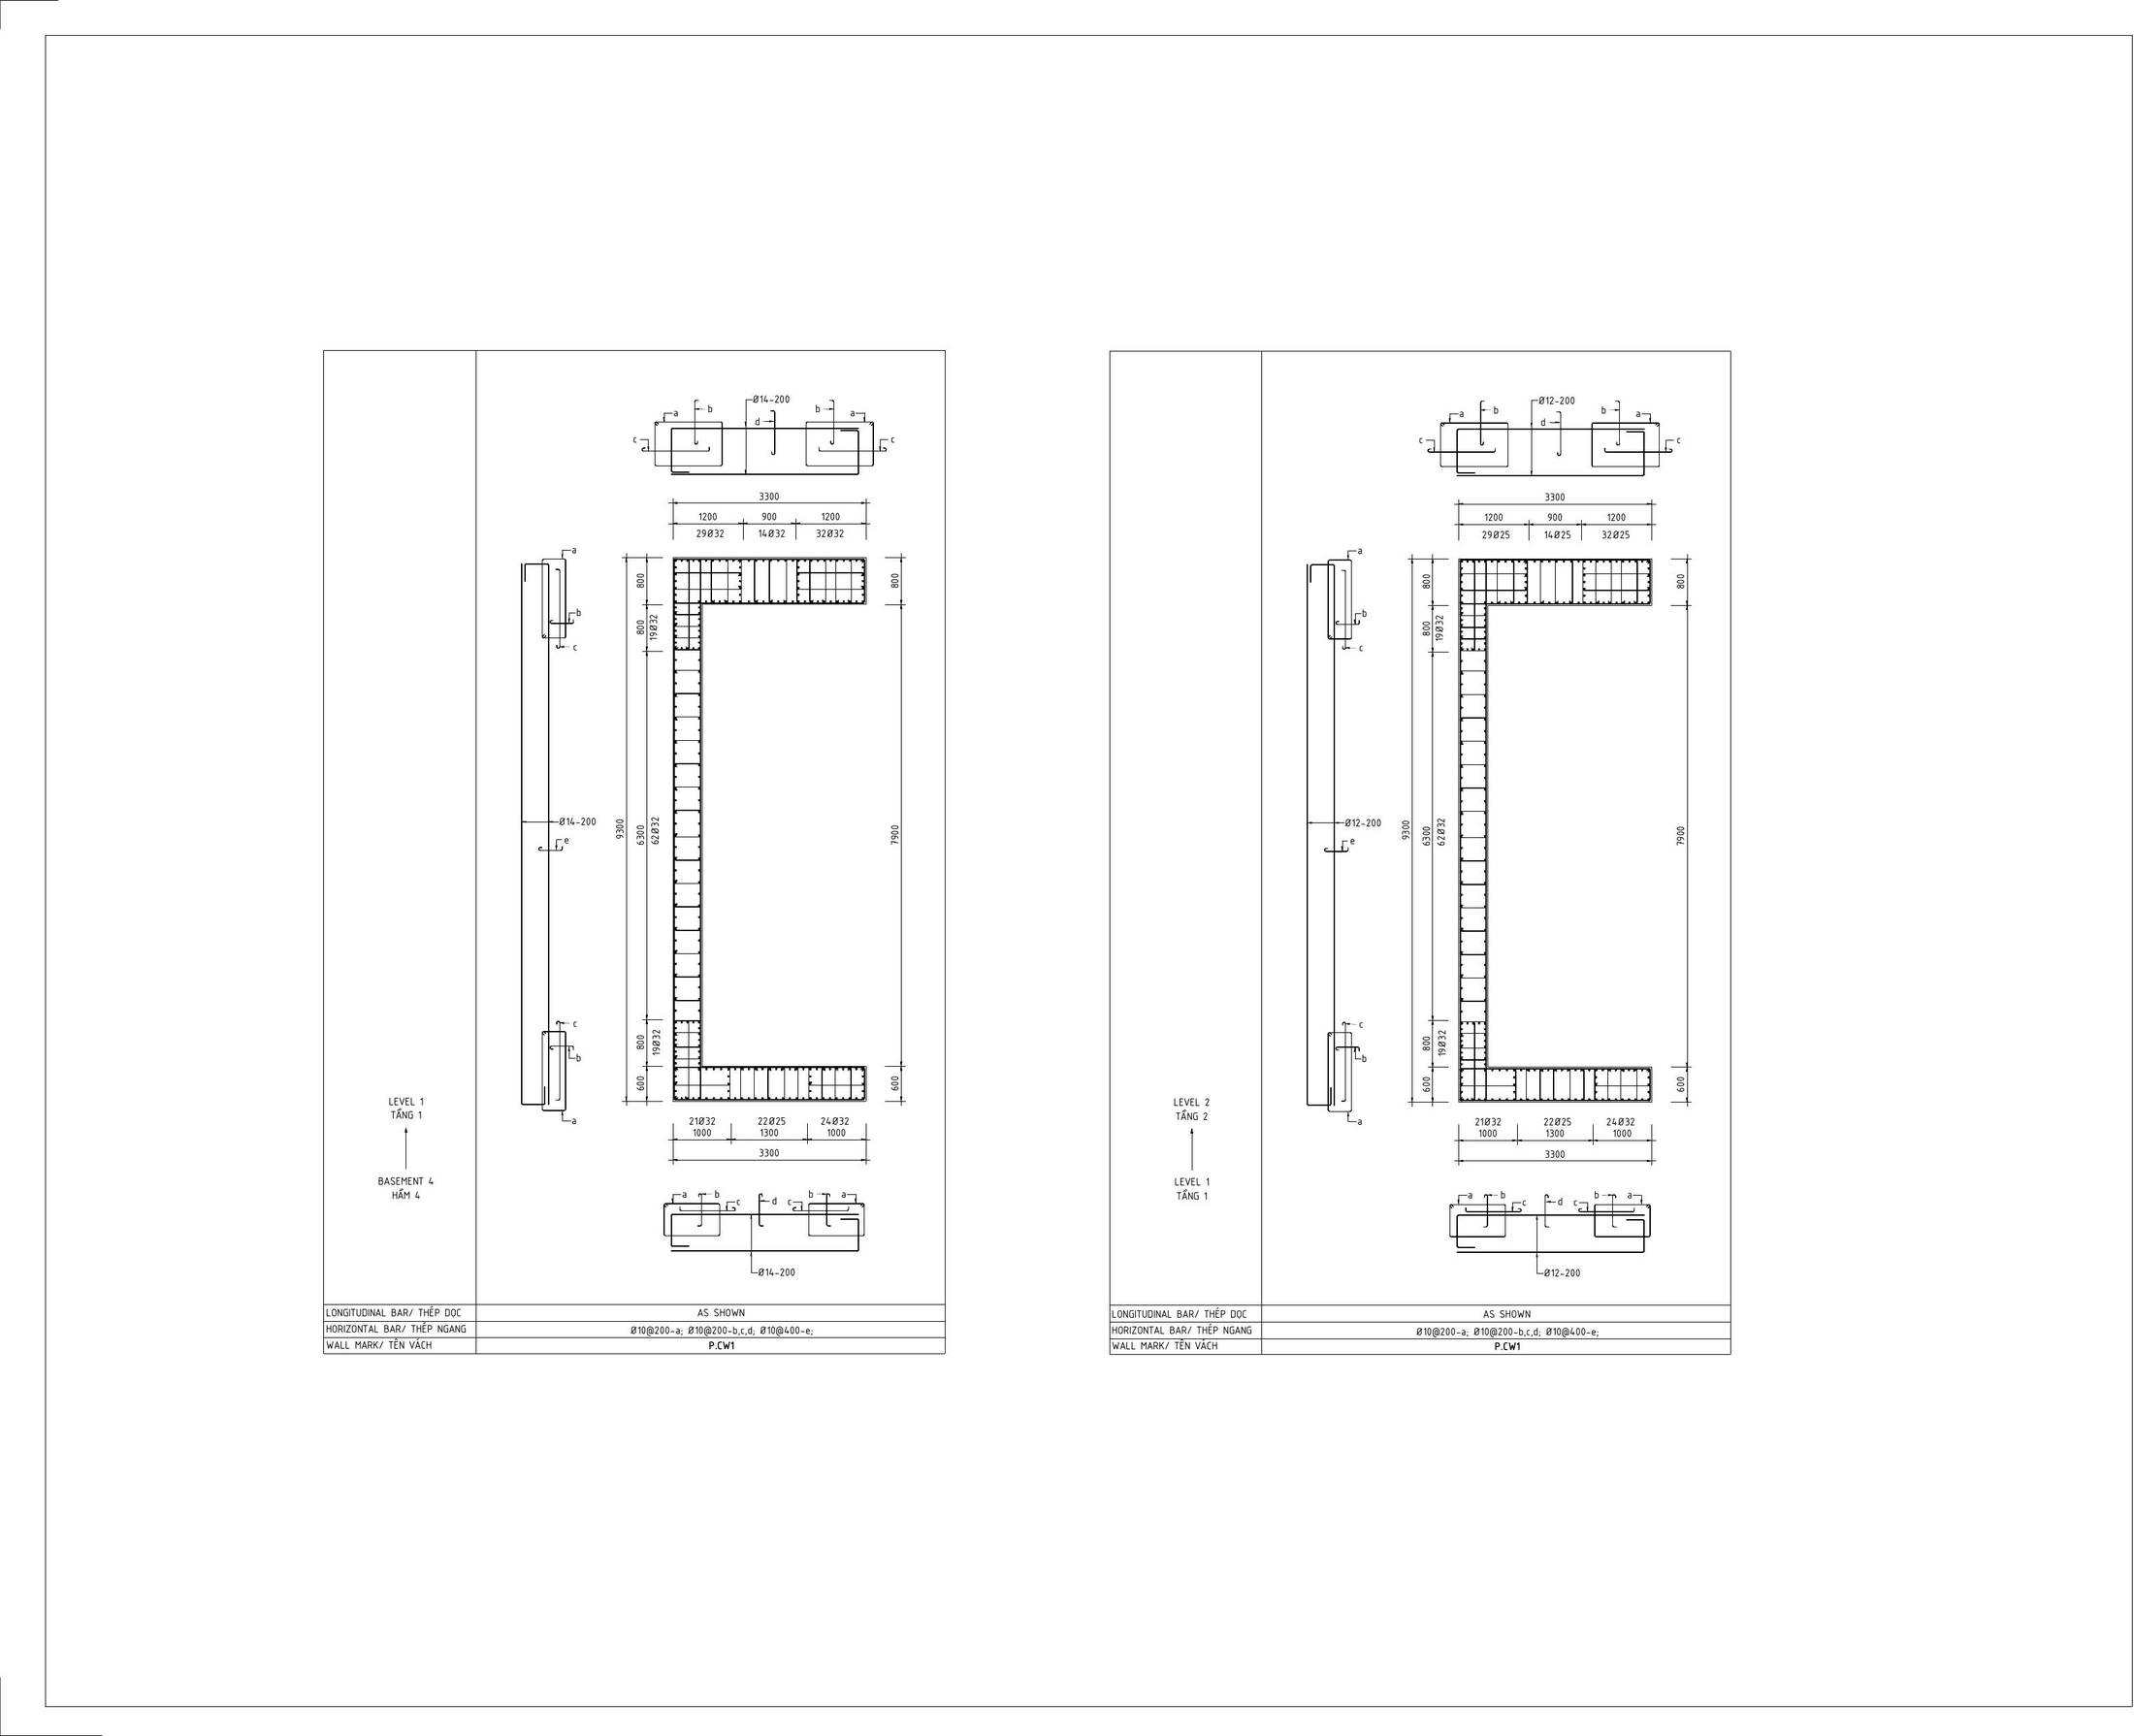 Ø14-200
a
b
b
a
d
c
c
3300
1200
900
1200
29Ø32
14Ø32
32Ø32
a
b
c
800
800
800
19Ø32
Ø14-200
e
9300
6300
62Ø32
7900
c
b
a
800
19Ø32
600
600
21Ø32
22Ø25
24Ø32
1000
1300
1000
3300
a
b
c
d
c
b
a
Ø14-200
LEVEL 1
TẦNG 1
BASEMENT 4
HẦM 4
LONGITUDINAL BAR/ THÉP DỌC
AS SHOWN
HORIZONTAL BAR/ THÉP NGANG
Ø10@200-a; Ø10@200-b,c,d; Ø10@400-e;
WALL MARK/ TÊN VÁCH
P.CW1
Ø12-200
a
b
b
a
d
c
c
3300
1200
900
1200
29Ø25
14Ø25
32Ø25
a
b
c
800
800
800
19Ø32
Ø12-200
e
9300
6300
62Ø32
7900
c
b
a
800
19Ø32
600
600
21Ø32
22Ø25
24Ø32
1000
1300
1000
3300
a
b
c
d
c
b
a
Ø12-200
LEVEL 2
TẦNG 2
LEVEL 1
TẦNG 1
LONGITUDINAL BAR/ THÉP DỌC
AS SHOWN
HORIZONTAL BAR/ THÉP NGANG
Ø10@200-a; Ø10@200-b,c,d; Ø10@400-e;
WALL MARK/ TÊN VÁCH
P.CW1